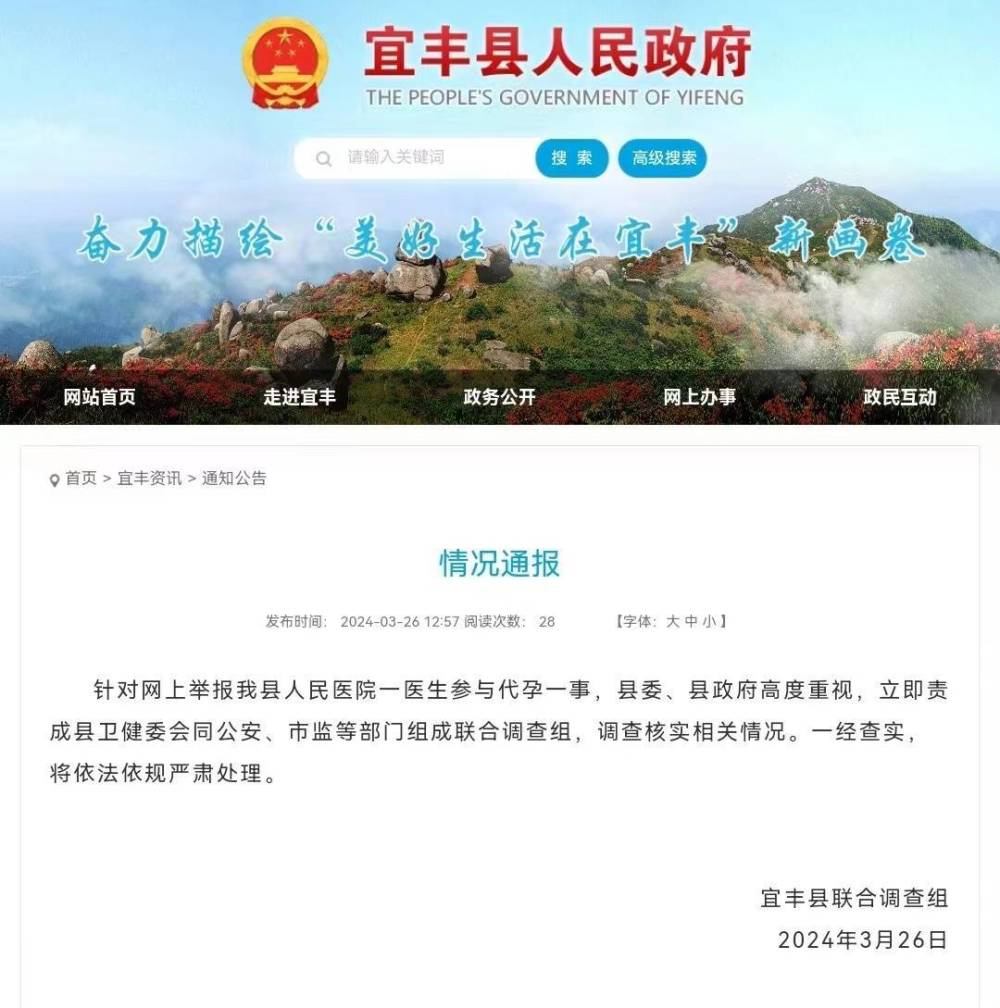 宜丰县人民政府
THE PEOPLE'S GOVERNMENT OF YIFENG
请输入关键词 搜 索 高级搜索
奋力描绘“美好生活在宜丰”新画卷
网站首页 走进宜丰 政务公开 网上办事 政民互动
首页 > 宜丰资讯 > 通知公告
情况通报
发布时间: 2024-03-26 12:57 阅读次数: 28 【字体: 大 中 小 】
针对网上举报我县人民医院一医生参与代孕一事，县委、县政府高度重视，立即责
成县卫健委会同公安、市监等部门组成联合调查组，调查核实相关情况。一经查实，
将依法依规严肃处理。
宜丰县联合调查组
2024年3月26日